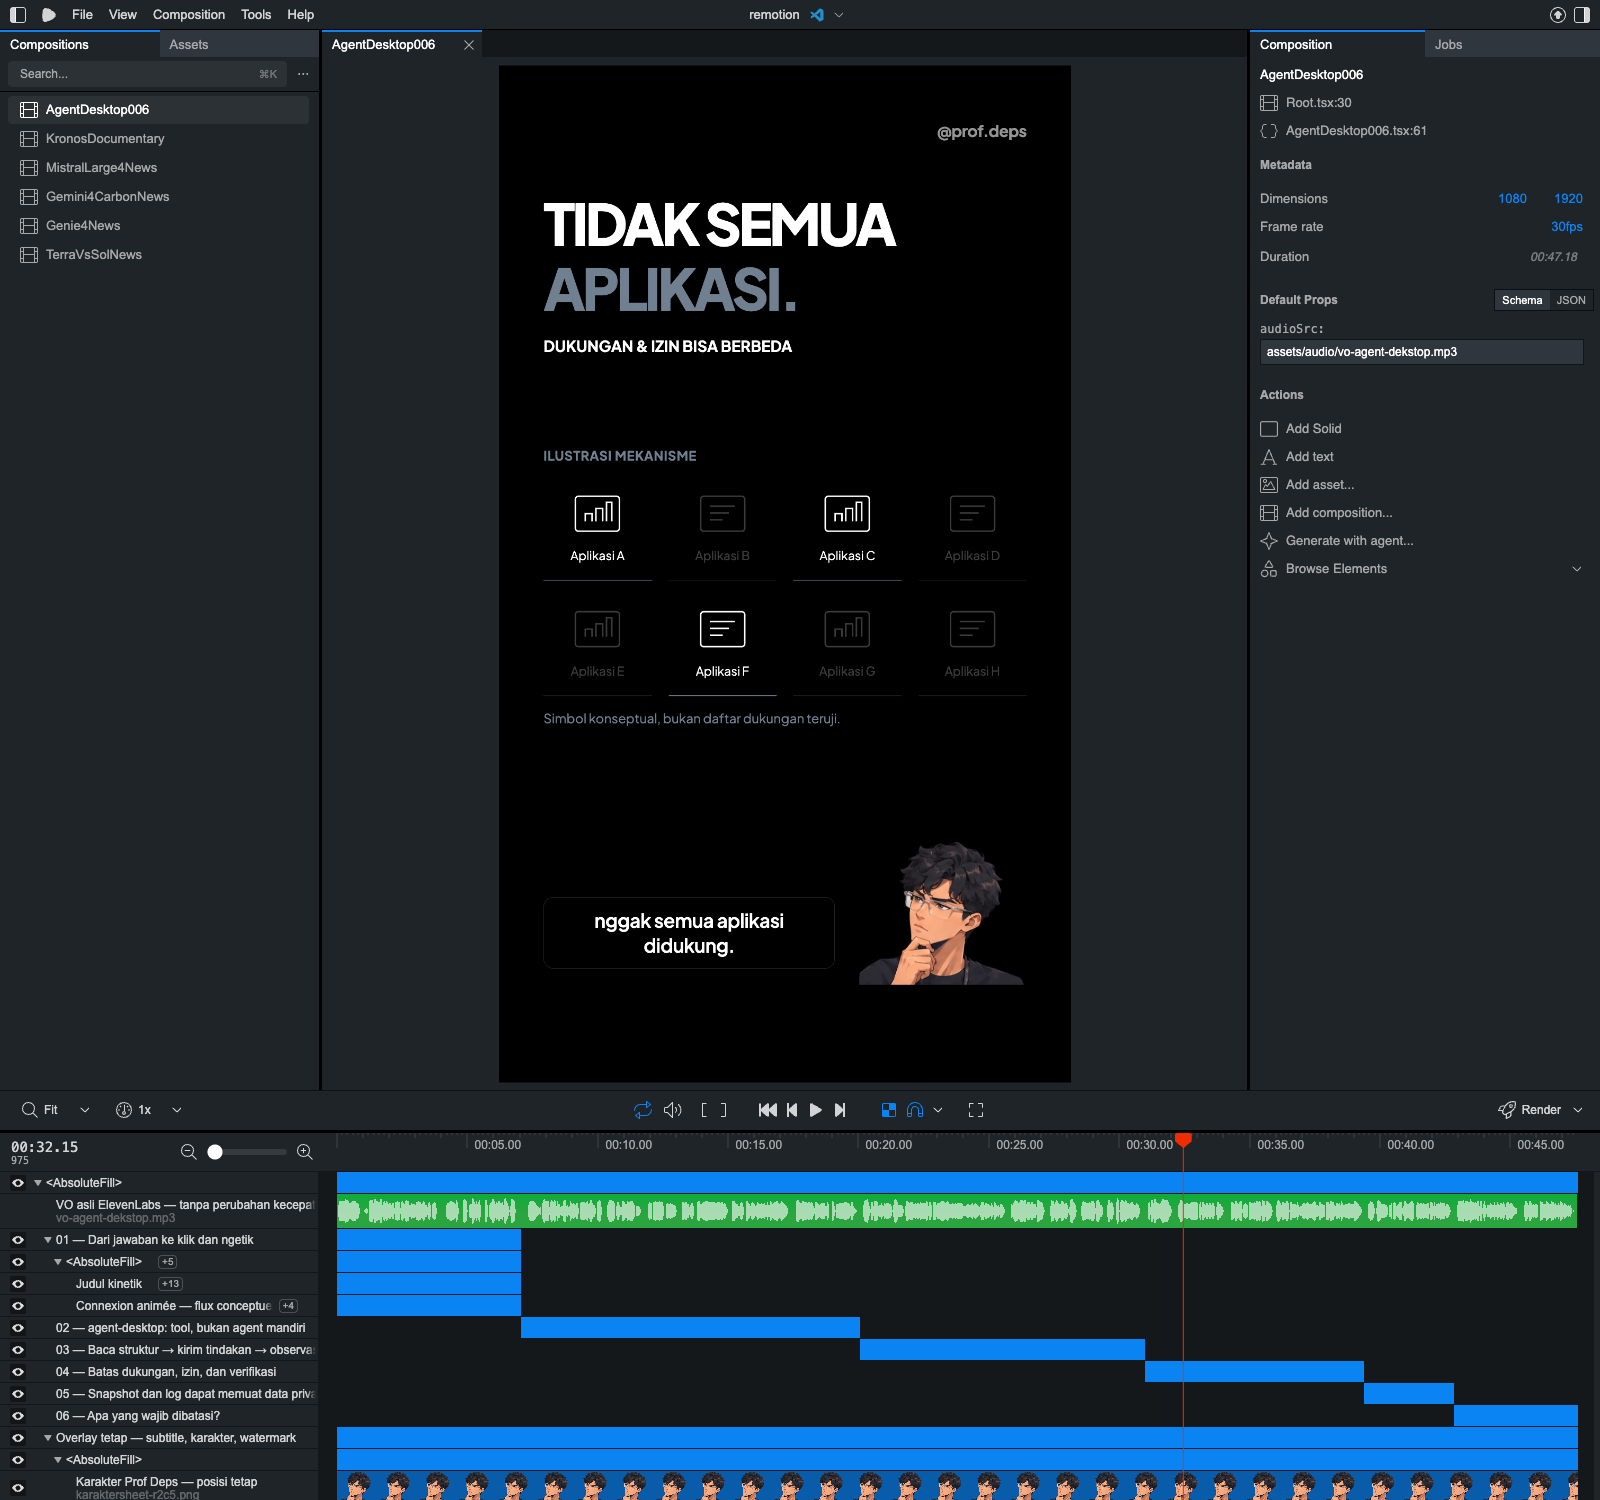 File View Composition Tools Help
remotion
Compositions Assets
AgentDesktop006
Composition Jobs
Search... ⌘K
AgentDesktop006
KronosDocumentary
MistralLarge4News
Gemini4CarbonNews
Genie4News
TerraVsSolNews
@prof.deps
TIDAK SEMUA
APLIKASI.
DUKUNGAN & IZIN BISA BERBEDA
ILUSTRASI MEKANISME
Aplikasi A Aplikasi B Aplikasi C Aplikasi D
Aplikasi E Aplikasi F Aplikasi G Aplikasi H
Simbol konseptual, bukan daftar dukungan teruji.
nggak semua aplikasi
didukung.
AgentDesktop006
Root.tsx:30
AgentDesktop006.tsx:61
Metadata
Dimensions 1080 1920
Frame rate 30fps
Duration 00:47.18
Default Props Schema JSON
audioSrc:
assets/audio/vo-agent-dekstop.mp3
Actions
Add Solid
Add text
Add asset...
Add composition...
Generate with agent...
Browse Elements
Fit 1x Render
00:32.15
975
00:05.00 00:10.00 00:15.00 00:20.00 00:25.00 00:30.00 00:35.00 00:40.00 00:45.00
<AbsoluteFill>
VO asli ElevenLabs — tanpa perubahan kecepat
vo-agent-dekstop.mp3
01 — Dari jawaban ke klik dan ngetik
<AbsoluteFill> +5
Judul kinetik +13
Connexion animée — flux conceptue +4
02 — agent-desktop: tool, bukan agent mandiri
03 — Baca struktur → kirim tindakan → observa
04 — Batas dukungan, izin, dan verifikasi
05 — Snapshot dan log dapat memuat data priva
06 — Apa yang wajib dibatasi?
Overlay tetap — subtitle, karakter, watermark
<AbsoluteFill>
Karakter Prof Deps — posisi tetap
karaktersheet-r2c5.png